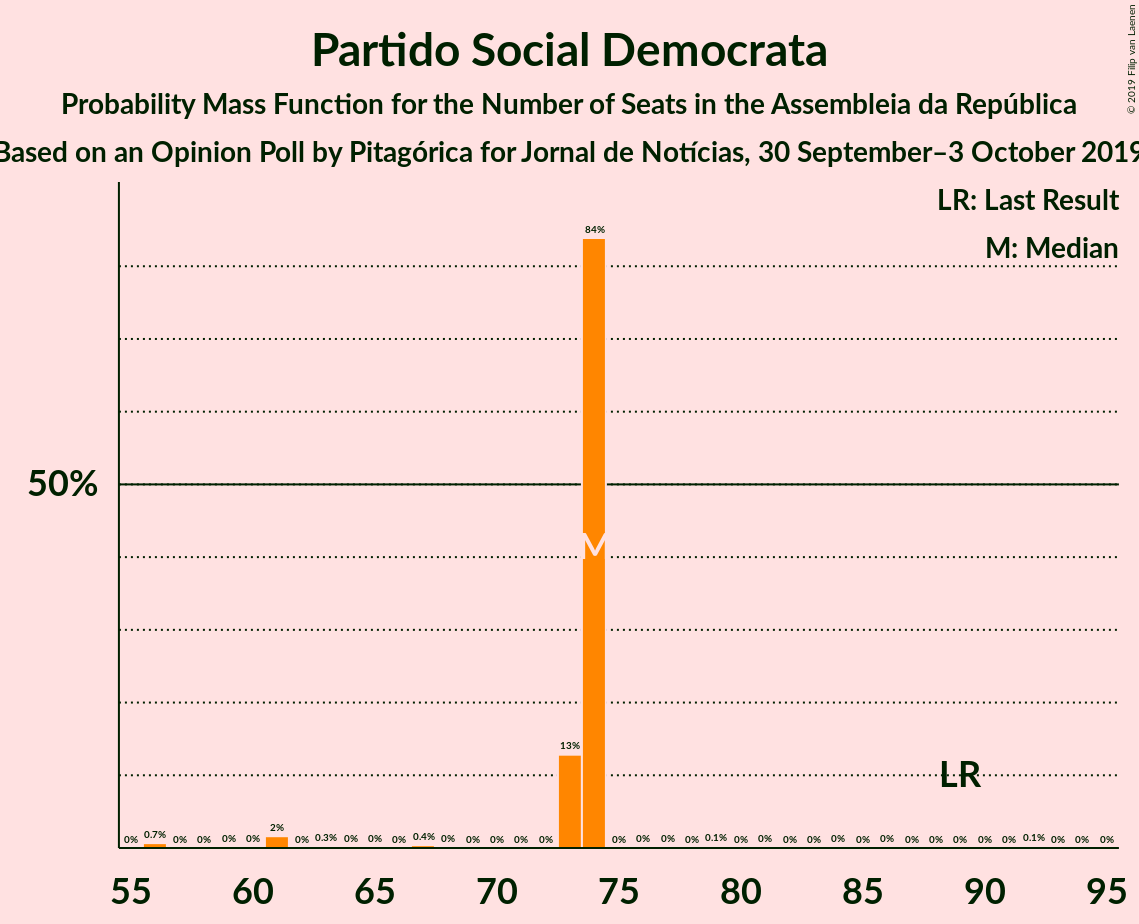 Partido Social Democrata
Probability Mass Function for the Number of Seats in the Assembleia da República
Based on an Opinion Poll by Pitagórica for Jornal de Notícias, 30 September–3 October 2019
© 2019 Filip van Laenen
LR: Last Result
M: Median
84%
50%
M
13%
LR
0% 0.7% 0% 0% 0% 0% 2% 0% 0.3% 0% 0% 0% 0.4% 0% 0% 0% 0% 0% 0% 0% 0% 0% 0.1% 0% 0% 0% 0% 0% 0% 0% 0% 0% 0% 0% 0% 0.1% 0% 0% 0%
55 60 65 70 75 80 85 90 95